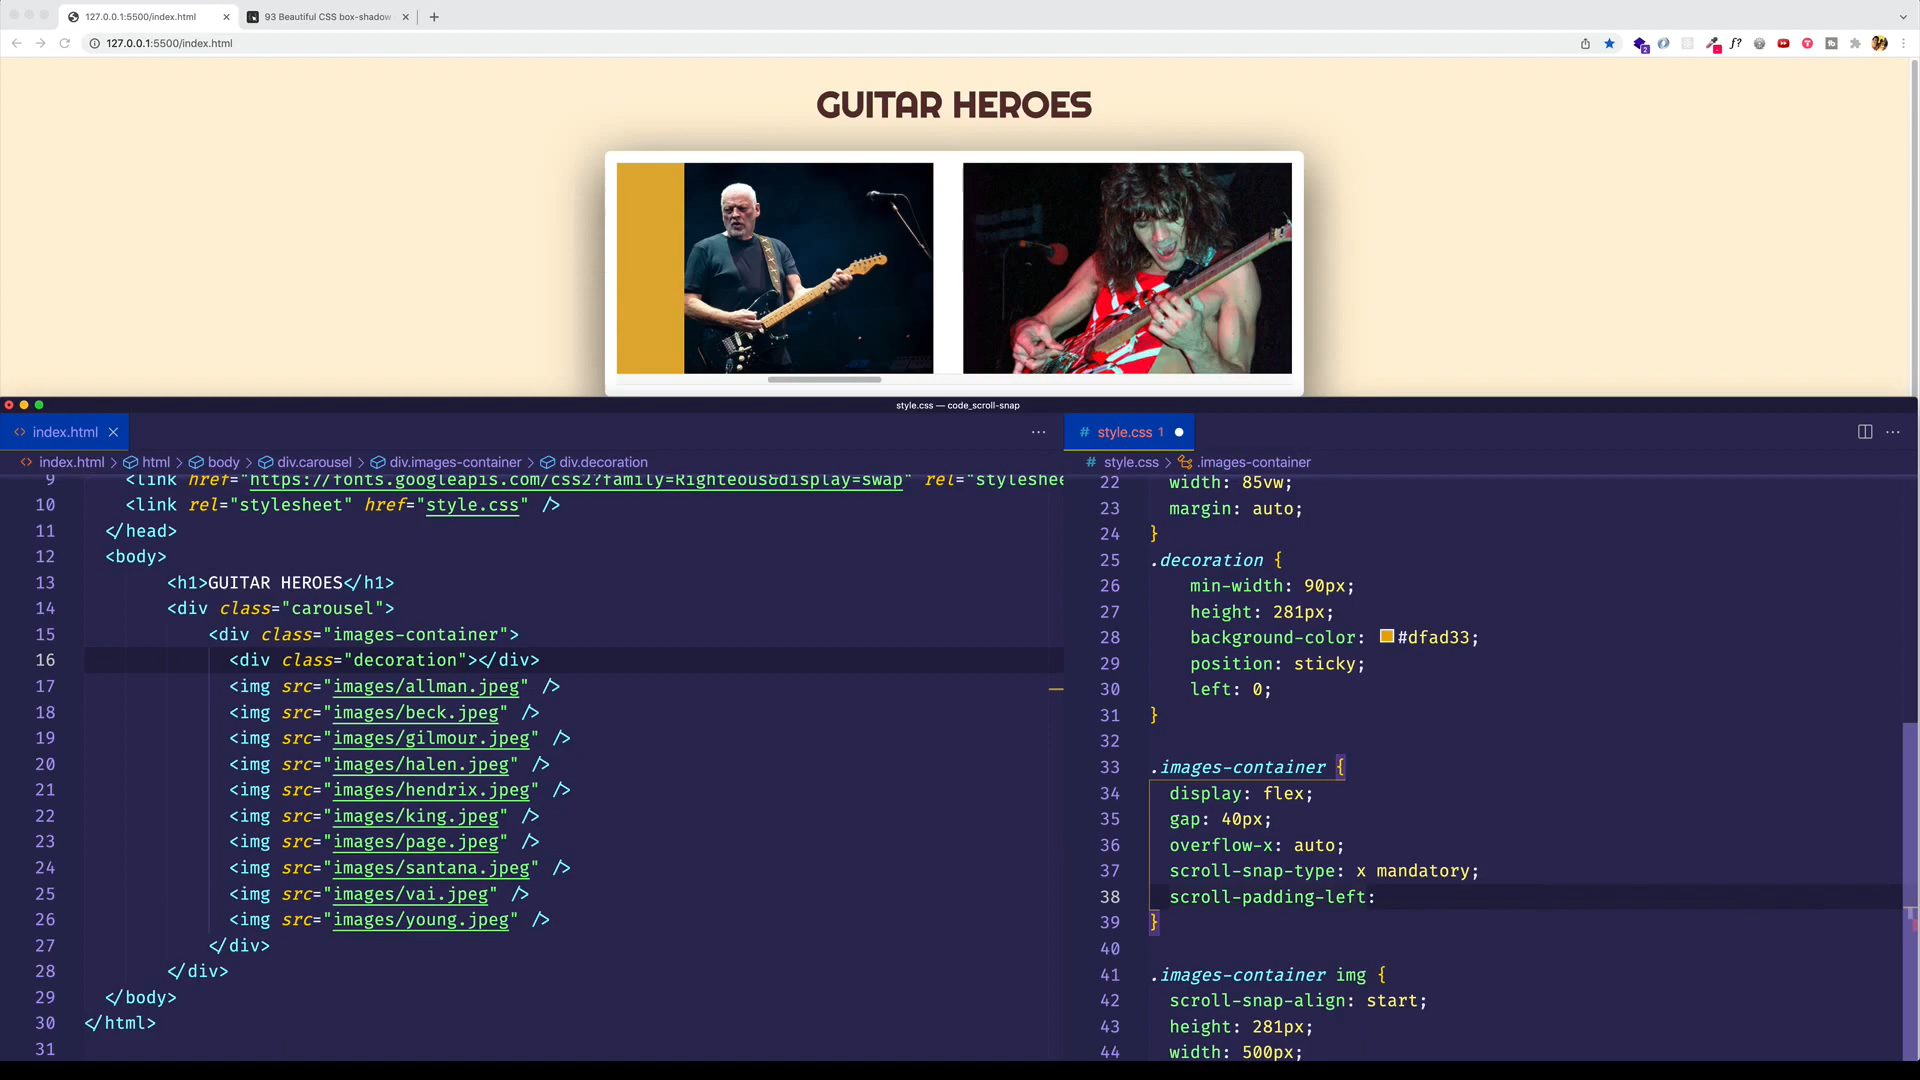 127.0.0.1:5500/index.html
93 Beautiful CSS box-shadow
127.0.0.1:5500/index.html
2
f?
GUITAR HEROES
style.css — code_scroll-snap
index.html
style.css 1
index.html > html > body > div.carousel > div.images-container > div.decoration
style.css > .images-container
9 <link href="https://fonts.googleapis.com/css2?family=Righteous&display=swap" rel="styleshee
10 <link rel="stylesheet" href="style.css" />
11 </head>
12 <body>
13 <h1>GUITAR HEROES</h1>
14 <div class="carousel">
15 <div class="images-container">
16 <div class="decoration"></div>
17 <img src="images/allman.jpeg" />
18 <img src="images/beck.jpeg" />
19 <img src="images/gilmour.jpeg" />
20 <img src="images/halen.jpeg" />
21 <img src="images/hendrix.jpeg" />
22 <img src="images/king.jpeg" />
23 <img src="images/page.jpeg" />
24 <img src="images/santana.jpeg" />
25 <img src="images/vai.jpeg" />
26 <img src="images/young.jpeg" />
27 </div>
28 </div>
29 </body>
30 </html>
31
22 width: 85vw;
23 margin: auto;
24 }
25 .decoration {
26 min-width: 90px;
27 height: 281px;
28 background-color: #dfad33;
29 position: sticky;
30 left: 0;
31 }
32
33 .images-container {
34 display: flex;
35 gap: 40px;
36 overflow-x: auto;
37 scroll-snap-type: x mandatory;
38 scroll-padding-left:
39 }
40
41 .images-container img {
42 scroll-snap-align: start;
43 height: 281px;
44 width: 500px;